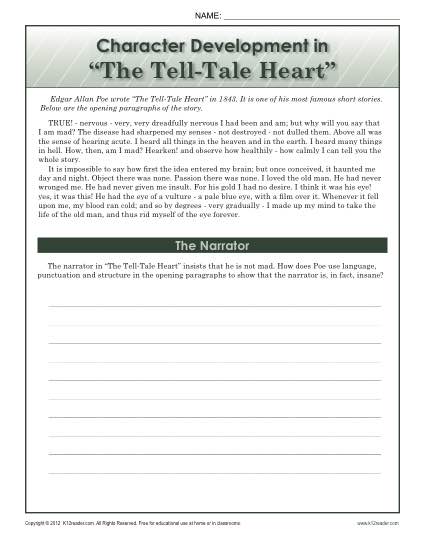 NAME:
Character Development in
“The Tell-Tale Heart”
Edgar Allan Poe wrote “The Tell-Tale Heart” in 1843. It is one of his most famous short stories.
Below are the opening paragraphs of the story.
TRUE! - nervous - very, very dreadfully nervous I had been and am; but why will you say that
I am mad? The disease had sharpened my senses - not destroyed - not dulled them. Above all was
the sense of hearing acute. I heard all things in the heaven and in the earth. I heard many things
in hell. How, then, am I mad? Hearken! and observe how healthily - how calmly I can tell you the
whole story.
It is impossible to say how first the idea entered my brain; but once conceived, it haunted me
day and night. Object there was none. Passion there was none. I loved the old man. He had never
wronged me. He had never given me insult. For his gold I had no desire. I think it was his eye!
yes, it was this! He had the eye of a vulture - a pale blue eye, with a film over it. Whenever it fell
upon me, my blood ran cold; and so by degrees - very gradually - I made up my mind to take the
life of the old man, and thus rid myself of the eye forever.
The Narrator
The narrator in “The Tell-Tale Heart” insists that he is not mad. How does Poe use language,
punctuation and structure in the opening paragraphs to show that the narrator is, in fact, insane?
Copyright © 2012 K12reader.com. All Rights Reserved. Free for educational use at home or in classrooms.
www.k12reader.com